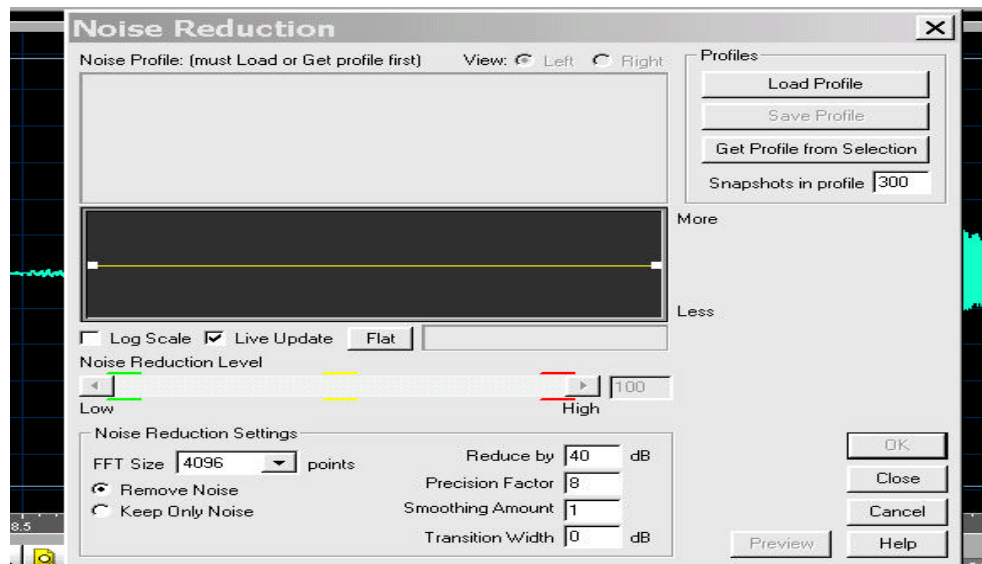 Noise Reduction
Noise Profile: (must Load or Get profile first) View: Left Right
Profiles
Load Profile
Save Profile
Get Profile from Selection
Snapshots in profile 300
More
Less
Log Scale Live Update Flat
Noise Reduction Level
100
Low High
Noise Reduction Settings
FFT Size 4096 points
Remove Noise
Keep Only Noise
Reduce by 40 dB
Precision Factor 8
Smoothing Amount 1
Transition Width 0 dB
OK
Close
Cancel
Preview Help
8.5